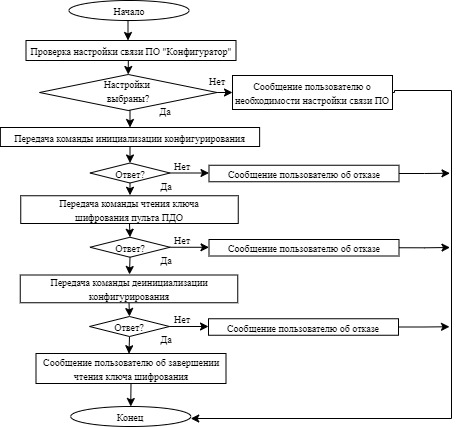 Начало
Проверка настройки связи ПО "Конфигуратор"
Настройки
выбраны?
Нет
Сообщение пользователю о
необходимости настройки связи ПО
Да
Передача команды инициализации конфигурирования
Ответ?
Нет
Сообщение пользователю об отказе
Да
Передача команды чтения ключа
шифрования пульта ПДО
Ответ?
Нет
Сообщение пользователю об отказе
Да
Передача команды деинициализации
конфигурирования
Ответ?
Нет
Сообщение пользователю об отказе
Да
Сообщение пользователю об завершении
чтения ключа шифрования
Конец